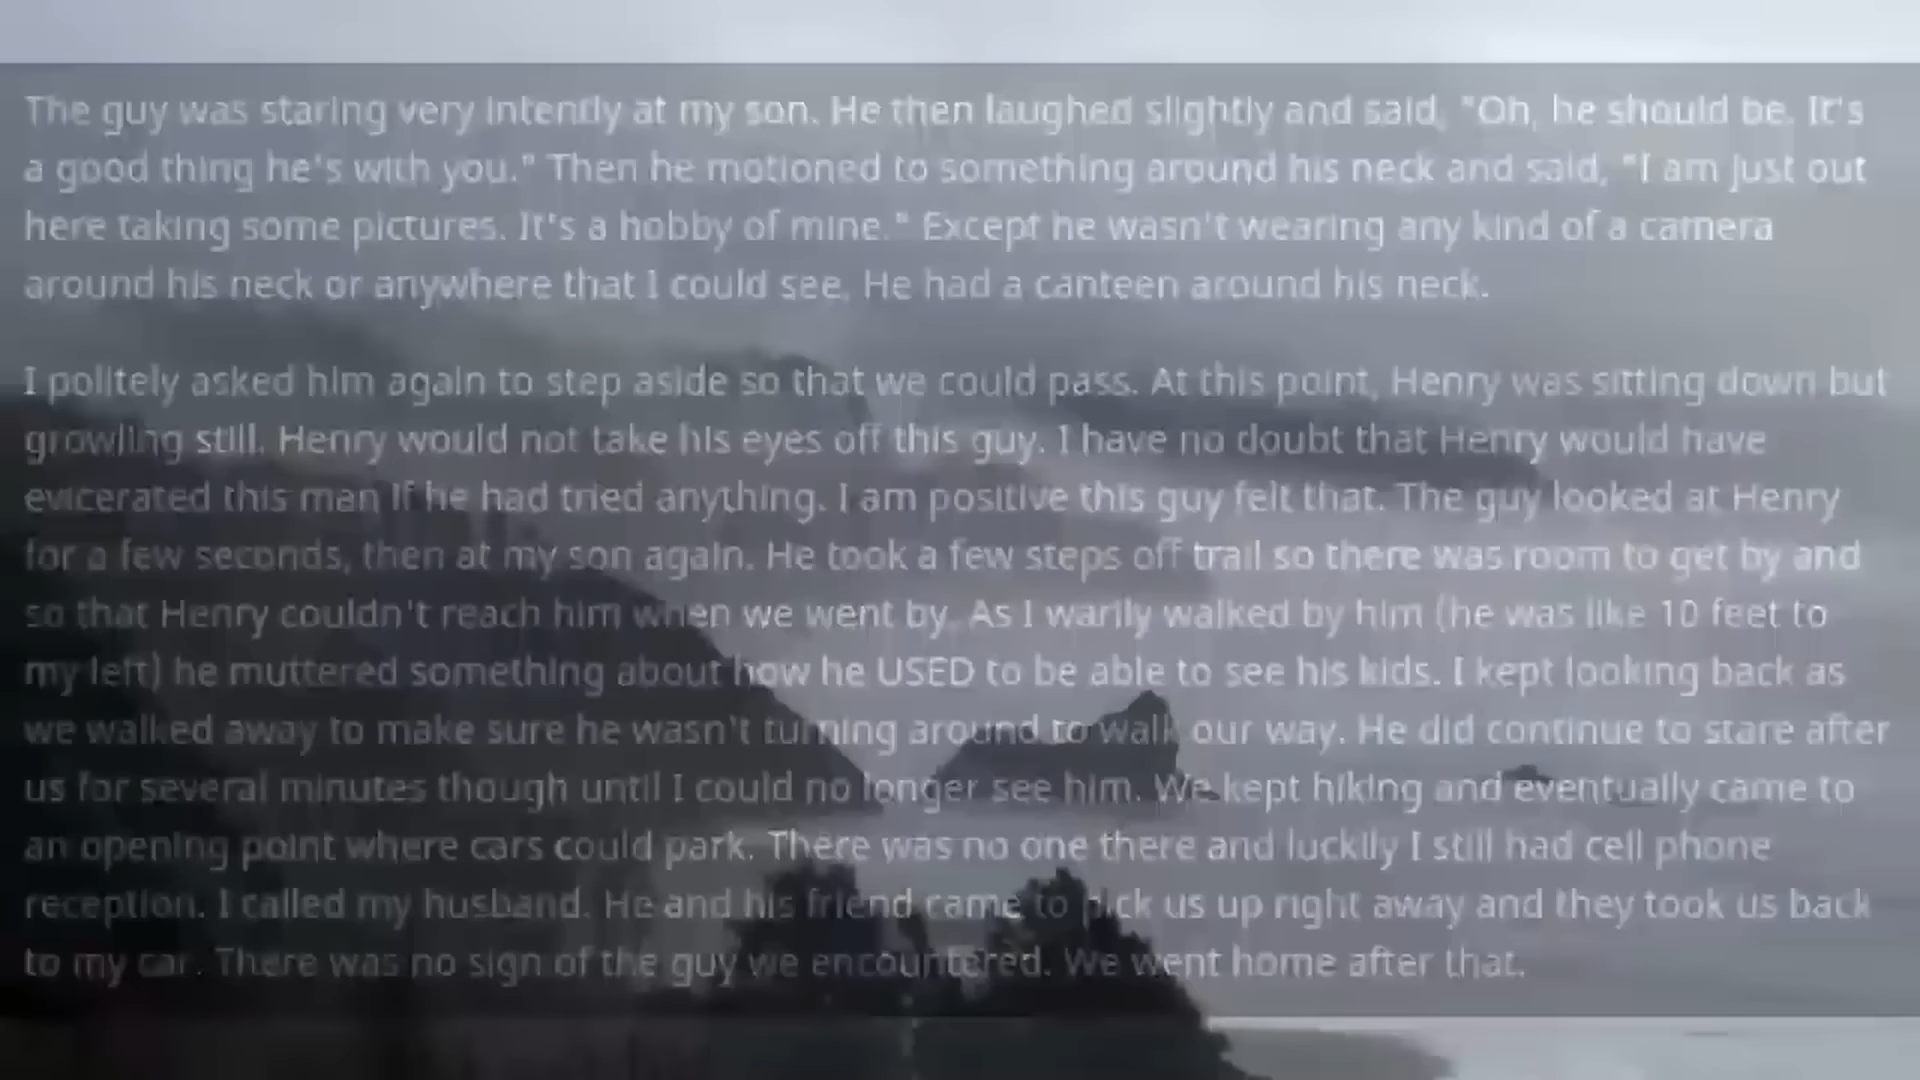 The guy was staring very intently at my son. He then laughed slightly and said, "Oh, he should be. It's
a good thing he's with you." Then he motioned to something around his neck and said, "I am just out
here taking some pictures. It's a hobby of mine." Except he wasn't wearing any kind of a camera
around his neck or anywhere that I could see. He had a canteen around his neck.
I politely asked him again to step aside so that we could pass. At this point, Henry was sitting down but
growling still. Henry would not take his eyes off this guy. I have no doubt that Henry would have
evicerated this man if he had tried anything. I am positive this guy felt that. The guy looked at Henry
for a few seconds, then at my son again. He took a few steps off trail so there was room to get by and
so that Henry couldn't reach him when we went by. As I warily walked by him (he was like 10 feet to
my left) he muttered something about how he USED to be able to see his kids. I kept looking back as
we walked away to make sure he wasn't turning around to walk our way. He did continue to stare after
us for several minutes though until I could no longer see him. We kept hiking and eventually came to
an opening point where cars could park. There was no one there and luckily I still had cell phone
reception. I called my husband. He and his friend came to pick us up right away and they took us back
to my car. There was no sign of the guy we encountered. We went home after that.